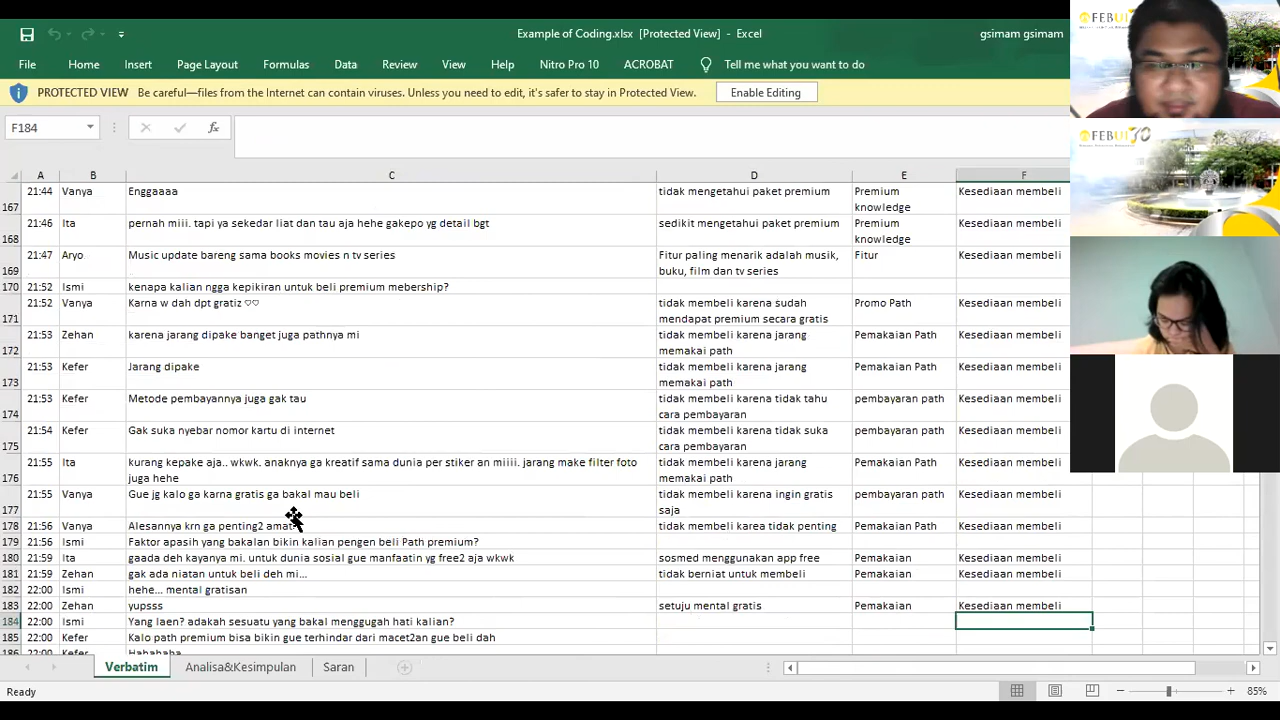 Example of Coding.xlsx [Protected View] - Excel
gsimam gsimam
File Home Insert Page Layout Formulas Data Review View Help Nitro Pro 10 ACROBAT Tell me what you want to do
PROTECTED VIEW Be careful—files from the Internet can contain viruses. Unless you need to edit, it's safer to stay in Protected View. Enable Editing
F184 fx
A B C D E F
167 21:44 Vanya Enggaaaa tidak mengetahui paket premium Premium knowledge Kesediaan membeli
168 21:46 Ita pernah miii. tapi ya sekedar liat dan tau aja hehe gakepo yg detail bgt sedikit mengetahui paket premium Premium knowledge Kesediaan membeli
169 21:47 Aryo Music update bareng sama books movies n tv series Fitur paling menarik adalah musik, buku, film dan tv series Fitur Kesediaan membeli
170 21:52 Ismi kenapa kalian ngga kepikiran untuk beli premium mebership?
171 21:52 Vanya Karna w dah dpt gratiz ♡♡ tidak membeli karena sudah mendapat premium secara gratis Promo Path Kesediaan membeli
172 21:53 Zehan karena jarang dipake banget juga pathnya mi tidak membeli karena jarang memakai path Pemakaian Path Kesediaan membeli
173 21:53 Kefer Jarang dipake tidak membeli karena jarang memakai path Pemakaian Path Kesediaan membeli
174 21:53 Kefer Metode pembayannya juga gak tau tidak membeli karena tidak tahu cara pembayaran pembayaran path Kesediaan membeli
175 21:54 Kefer Gak suka nyebar nomor kartu di internet tidak membeli karena tidak suka cara pembayaran pembayaran path Kesediaan membeli
176 21:55 Ita kurang kepake aja.. wkwk. anaknya ga kreatif sama dunia per stiker an miiii. jarang make filter foto juga hehe tidak membeli karena jarang memakai path Pemakaian Path Kesediaan membeli
177 21:55 Vanya Gue jg kalo ga karna gratis ga bakal mau beli tidak membeli karena ingin gratis saja pembayaran path Kesediaan membeli
178 21:56 Vanya Alesannya krn ga penting2 amat tidak membeli karea tidak penting Pemakaian Path Kesediaan membeli
179 21:56 Ismi Faktor apasih yang bakalan bikin kalian pengen beli Path premium?
180 21:59 Ita gaada deh kayanya mi. untuk dunia sosial gue manfaatin yg free2 aja wkwk sosmed menggunakan app free Pemakaian Kesediaan membeli
181 21:59 Zehan gak ada niatan untuk beli deh mi... tidak berniat untuk membeli Pemakaian Kesediaan membeli
182 22:00 Ismi hehe... mental gratisan
183 22:00 Zehan yupsss setuju mental gratis Pemakaian Kesediaan membeli
184 22:00 Ismi Yang laen? adakah sesuatu yang bakal menggugah hati kalian?
185 22:00 Kefer Kalo path premium bisa bikin gue terhindar dari macet2an gue beli dah
186 22:00 Kefer Hahahaha
Verbatim Analisa&Kesimpulan Saran
Ready 85%
FEBUI
FEBUI
FEBUI 70